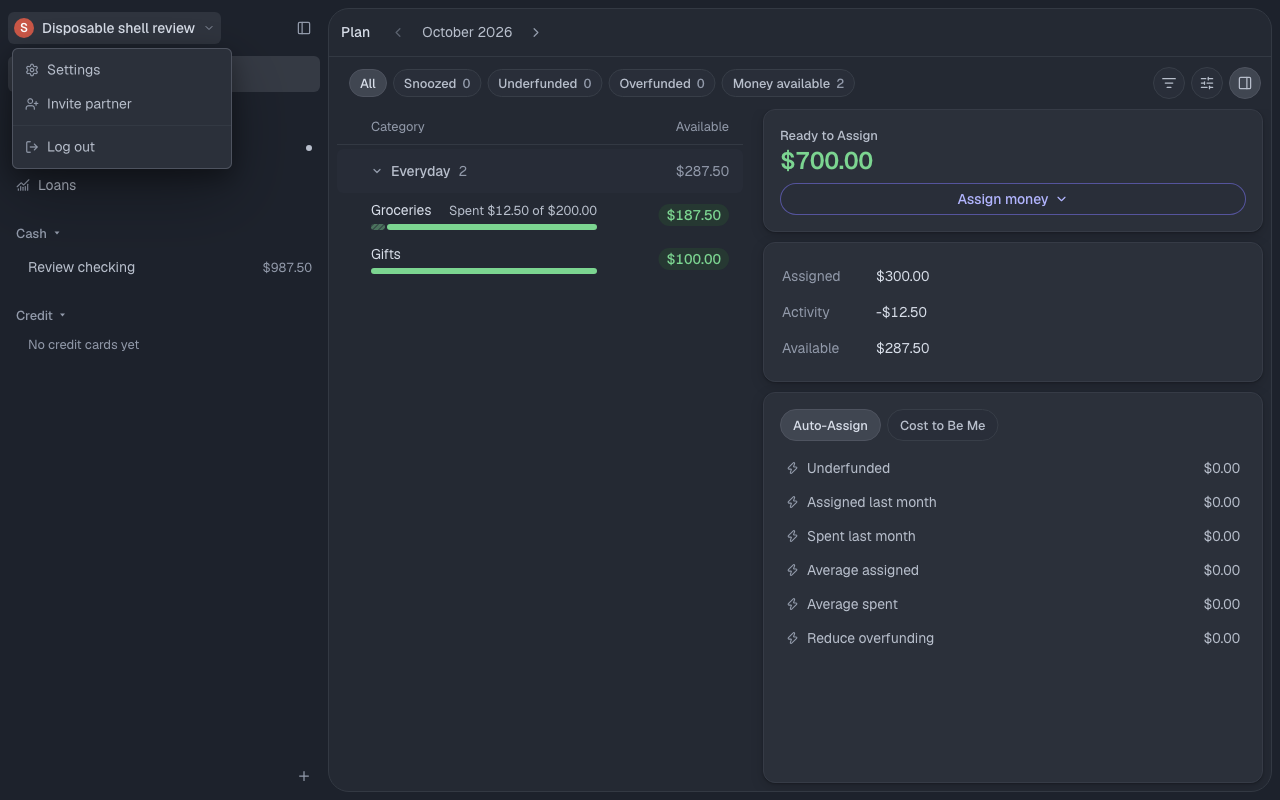 S Disposable shell review
Settings
Invite partner
Log out
Loans
Cash
Review checking $987.50
Credit
No credit cards yet
Plan October 2026
All Snoozed 0 Underfunded 0 Overfunded 0 Money available 2
Category Available
Everyday 2 $287.50
Groceries Spent $12.50 of $200.00 $187.50
Gifts $100.00
Ready to Assign
$700.00
Assign money
Assigned $300.00
Activity -$12.50
Available $287.50
Auto-Assign Cost to Be Me
Underfunded $0.00
Assigned last month $0.00
Spent last month $0.00
Average assigned $0.00
Average spent $0.00
Reduce overfunding $0.00